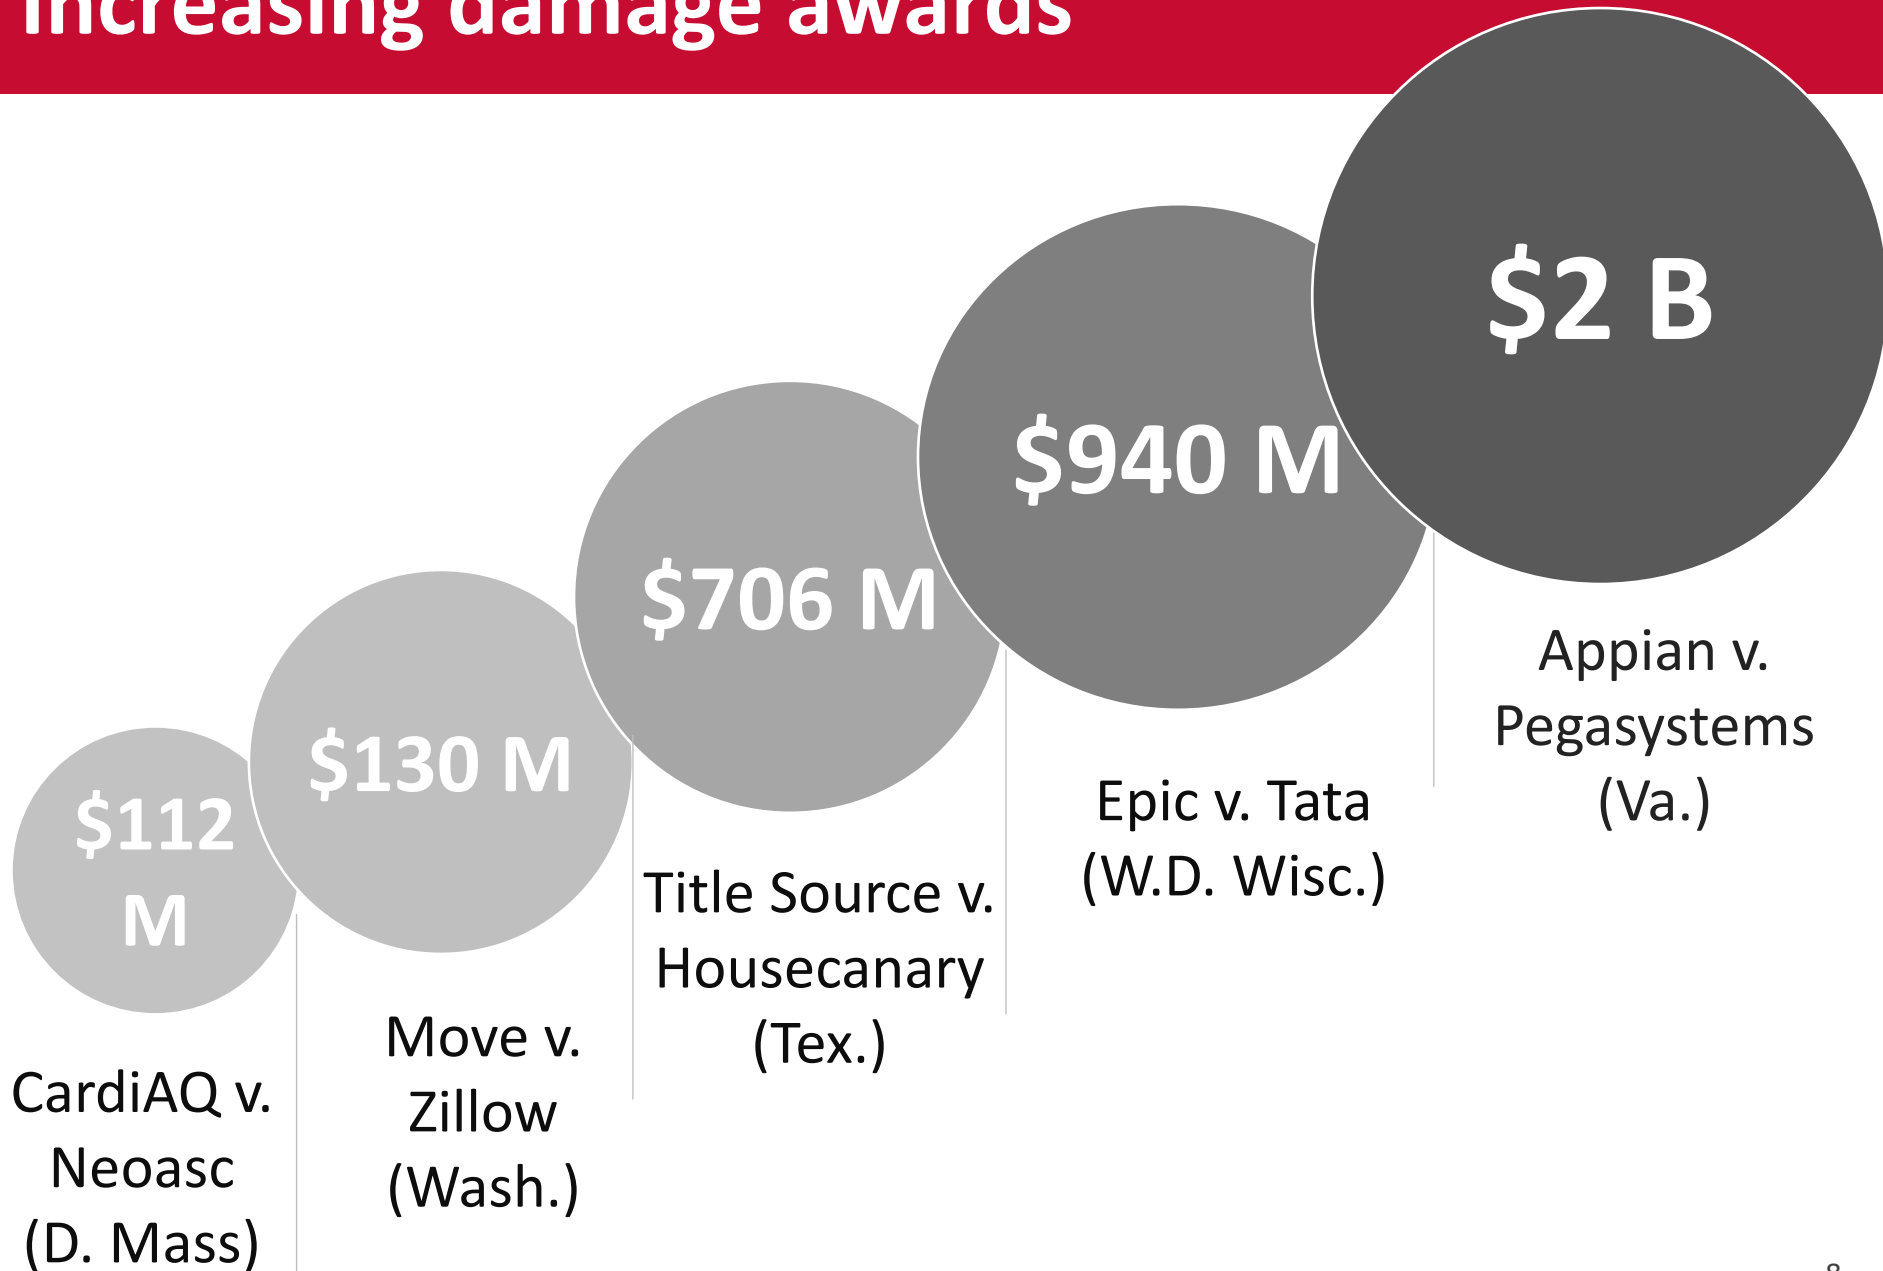 Increasing damage awards
$2 B
$940 M
$706 M
$130 M
$112
M
Appian v.
Pegasystems
(Va.)
Epic v. Tata
(W.D. Wisc.)
Title Source v.
Housecanary
(Tex.)
Move v.
Zillow
(Wash.)
CardiAQ v.
Neoasc
(D. Mass)
8